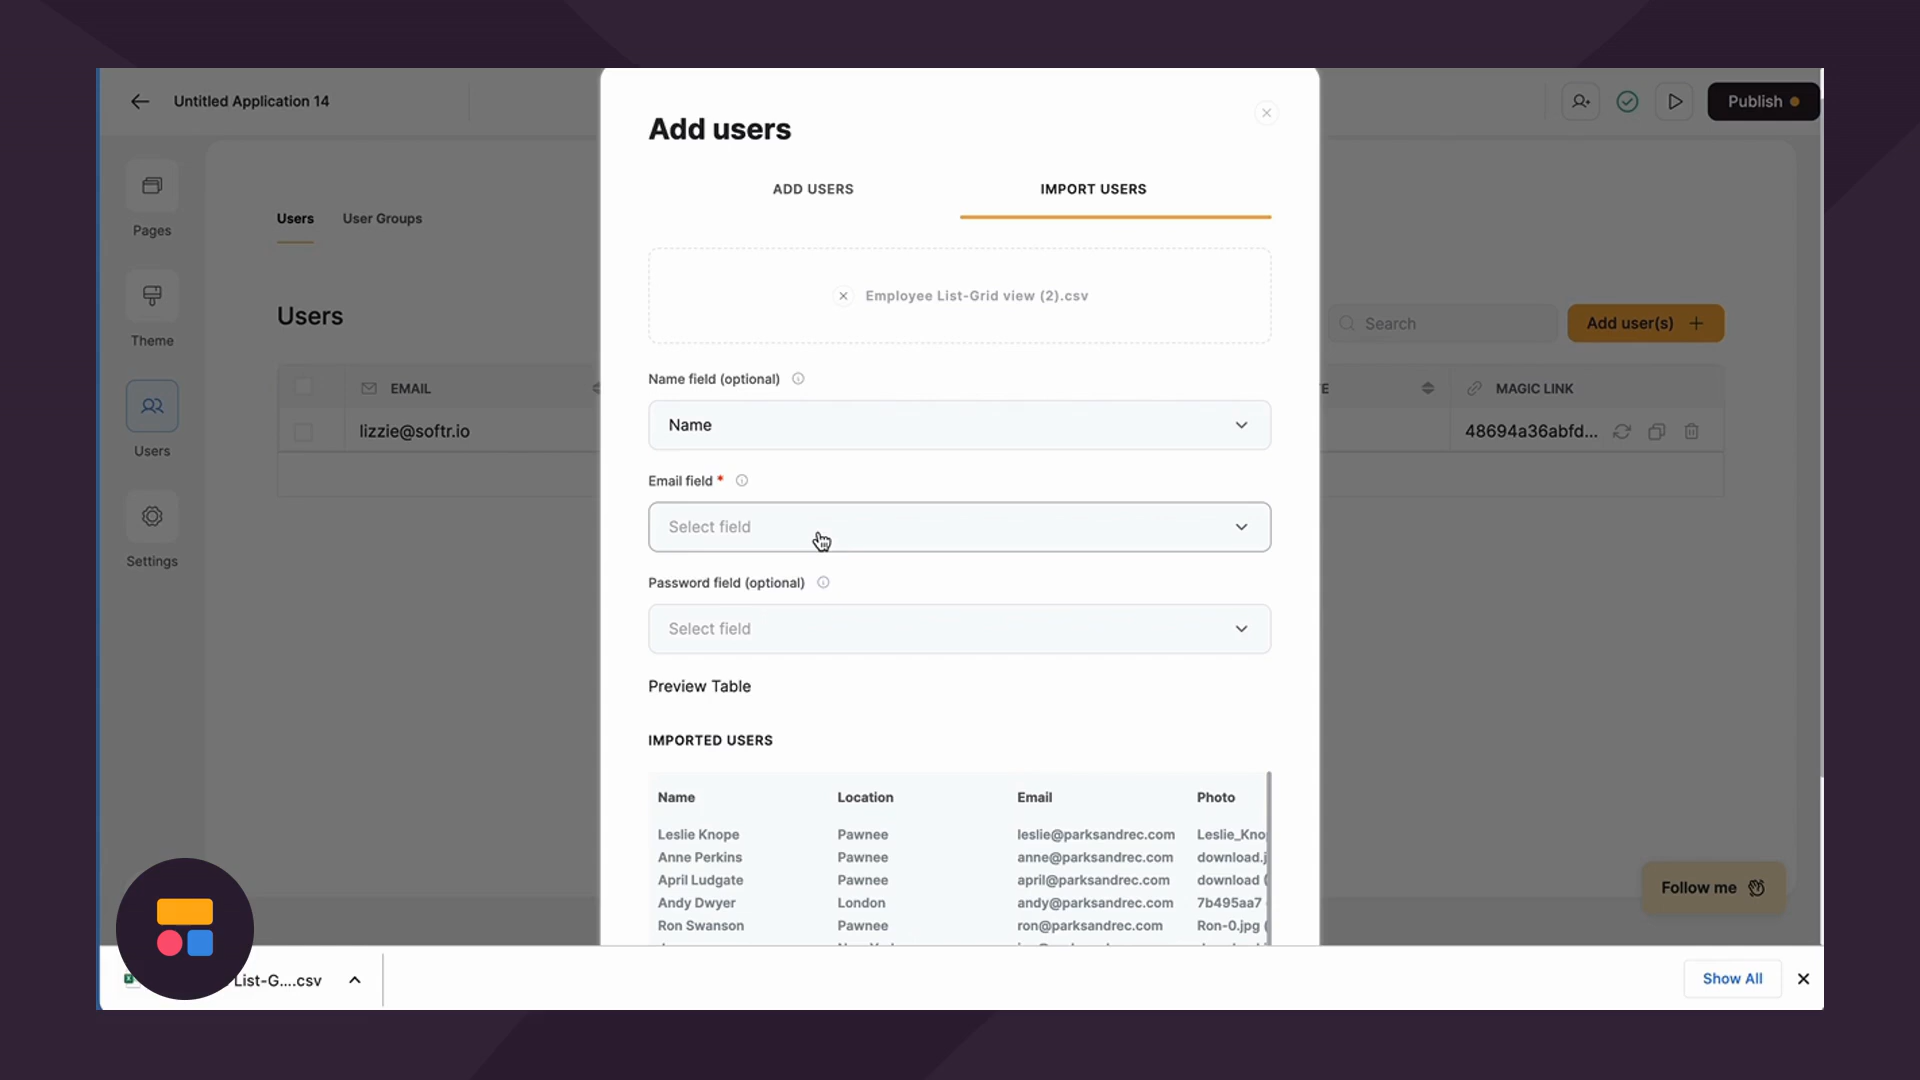 Untitled Application 14
Publish
Pages
Theme
Users
Settings
Users
User Groups
Users
Search
Add user(s)
EMAIL
MAGIC LINK
lizzie@softr.io
48694a36abfd...
Add users
ADD USERS
IMPORT USERS
Employee List-Grid view (2).csv
Name field (optional)
Name
Email field *
Select field
Password field (optional)
Select field
Preview Table
IMPORTED USERS
Name Location Email Photo
Leslie Knope Pawnee leslie@parksandrec.com Leslie_Kno
Anne Perkins Pawnee anne@parksandrec.com download.j
April Ludgate Pawnee april@parksandrec.com download (
Andy Dwyer London andy@parksandrec.com 7b495aa7
Ron Swanson Pawnee ron@parksandrec.com Ron-0.jpg (
Follow me
List-G....csv
Show All